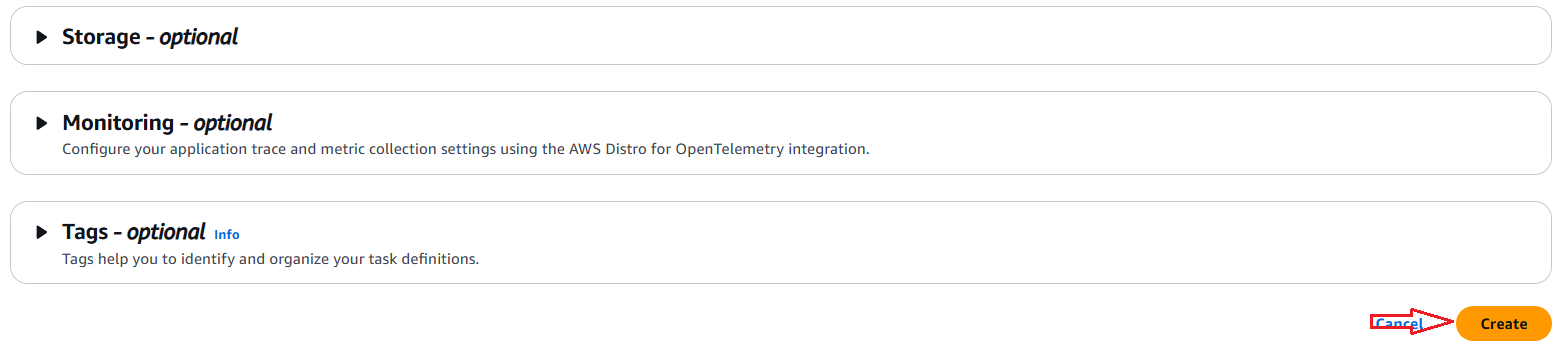 Storage - optional
Monitoring - optional
Configure your application trace and metric collection settings using the AWS Distro for OpenTelemetry integration.
Tags - optional Info
Tags help you to identify and organize your task definitions.
Cancel Create